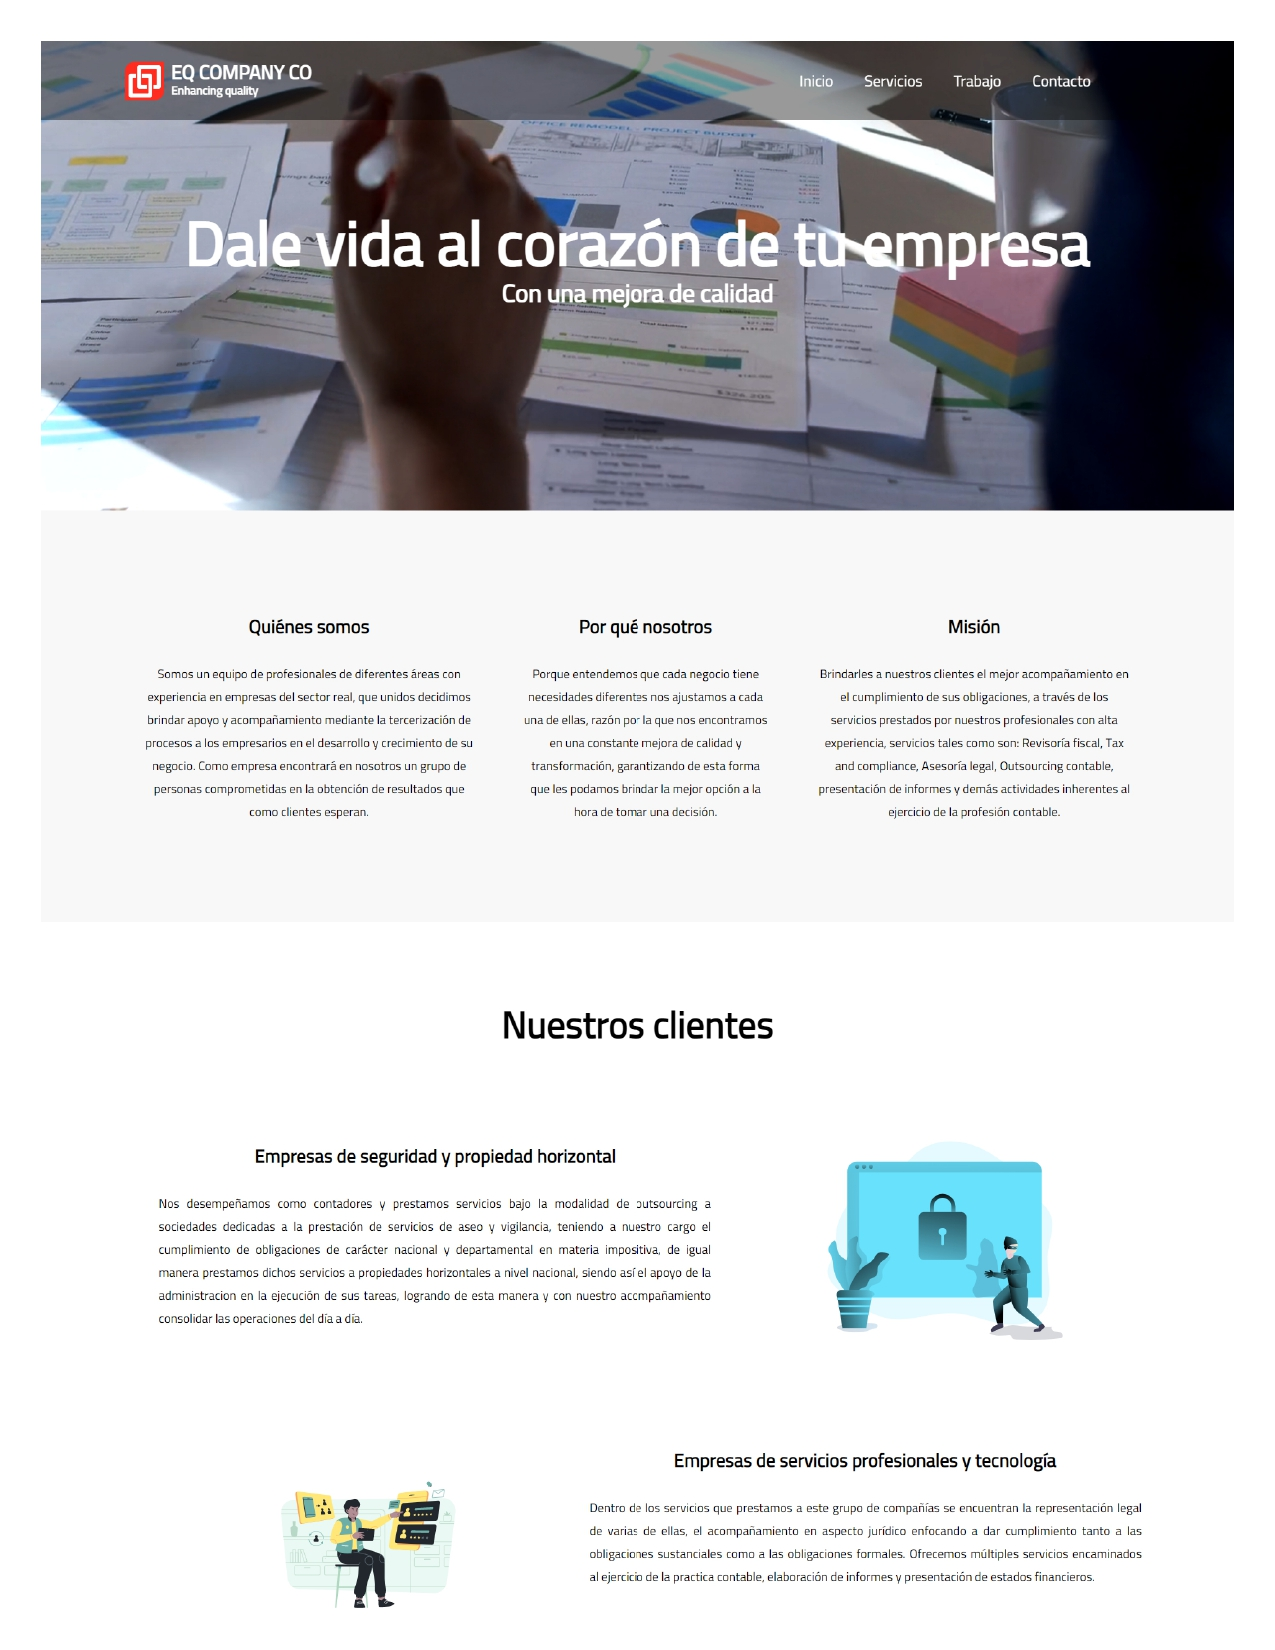 EQ COMPANY CO
Enhancing quality
Inicio Servicios Trabajo Contacto
OFFICE REMODEL - PROJECT BUDGET
ACTUAL COSTS
Dale vida al corazón de tu empresa
Con una mejora de calidad
Quiénes somos
Somos un equipo de profesionales de diferentes áreas con
experiencia en empresas del sector real, que unidos decidimos
brindar apoyo y acompañamiento mediante la tercerización de
procesos a los empresarios en el desarrollo y crecimiento de su
negocio. Como empresa encontrará en nosotros un grupo de
personas comprometidas en la obtención de resultados que
como clientes esperan.
Por qué nosotros
Porque entendemos que cada negocio tiene
necesidades diferentes nos ajustamos a cada
una de ellas, razón por la que nos encontramos
en una constante mejora de calidad y
transformación, garantizando de esta forma
que les podamos brindar la mejor opción a la
hora de tomar una decisión.
Misión
Brindarles a nuestros clientes el mejor acompañamiento en
el cumplimiento de sus obligaciones, a través de los
servicios prestados por nuestros profesionales con alta
experiencia, servicios tales como son: Revisoría fiscal, Tax
and compliance, Asesoría legal, Outsourcing contable,
presentación de informes y demás actividades inherentes al
ejercicio de la profesión contable.
Nuestros clientes
Empresas de seguridad y propiedad horizontal
Nos desempeñamos como contadores y prestamos servicios bajo la modalidad de outsourcing a
sociedades dedicadas a la prestación de servicios de aseo y vigilancia, teniendo a nuestro cargo el
cumplimiento de obligaciones de carácter nacional y departamental en materia impositiva, de igual
manera prestamos dichos servicios a propiedades horizontales a nivel nacional, siendo así el apoyo de la
administracion en la ejecución de sus tareas, logrando de esta manera y con nuestro accmpañamiento
consolidar las operaciones del día a día.
Empresas de servicios profesionales y tecnología
Dentro de los servicios que prestamos a este grupo de compañías se encuentran la representación legal
de varias de ellas, el acompañamiento en aspecto jurídico enfocando a dar cumplimiento tanto a las
obligaciones sustanciales como a las obligaciones formales. Ofrecemos múltiples servicios encaminados
al ejercicio de la practica contable, elaboración de informes y presentación de estados financieros.